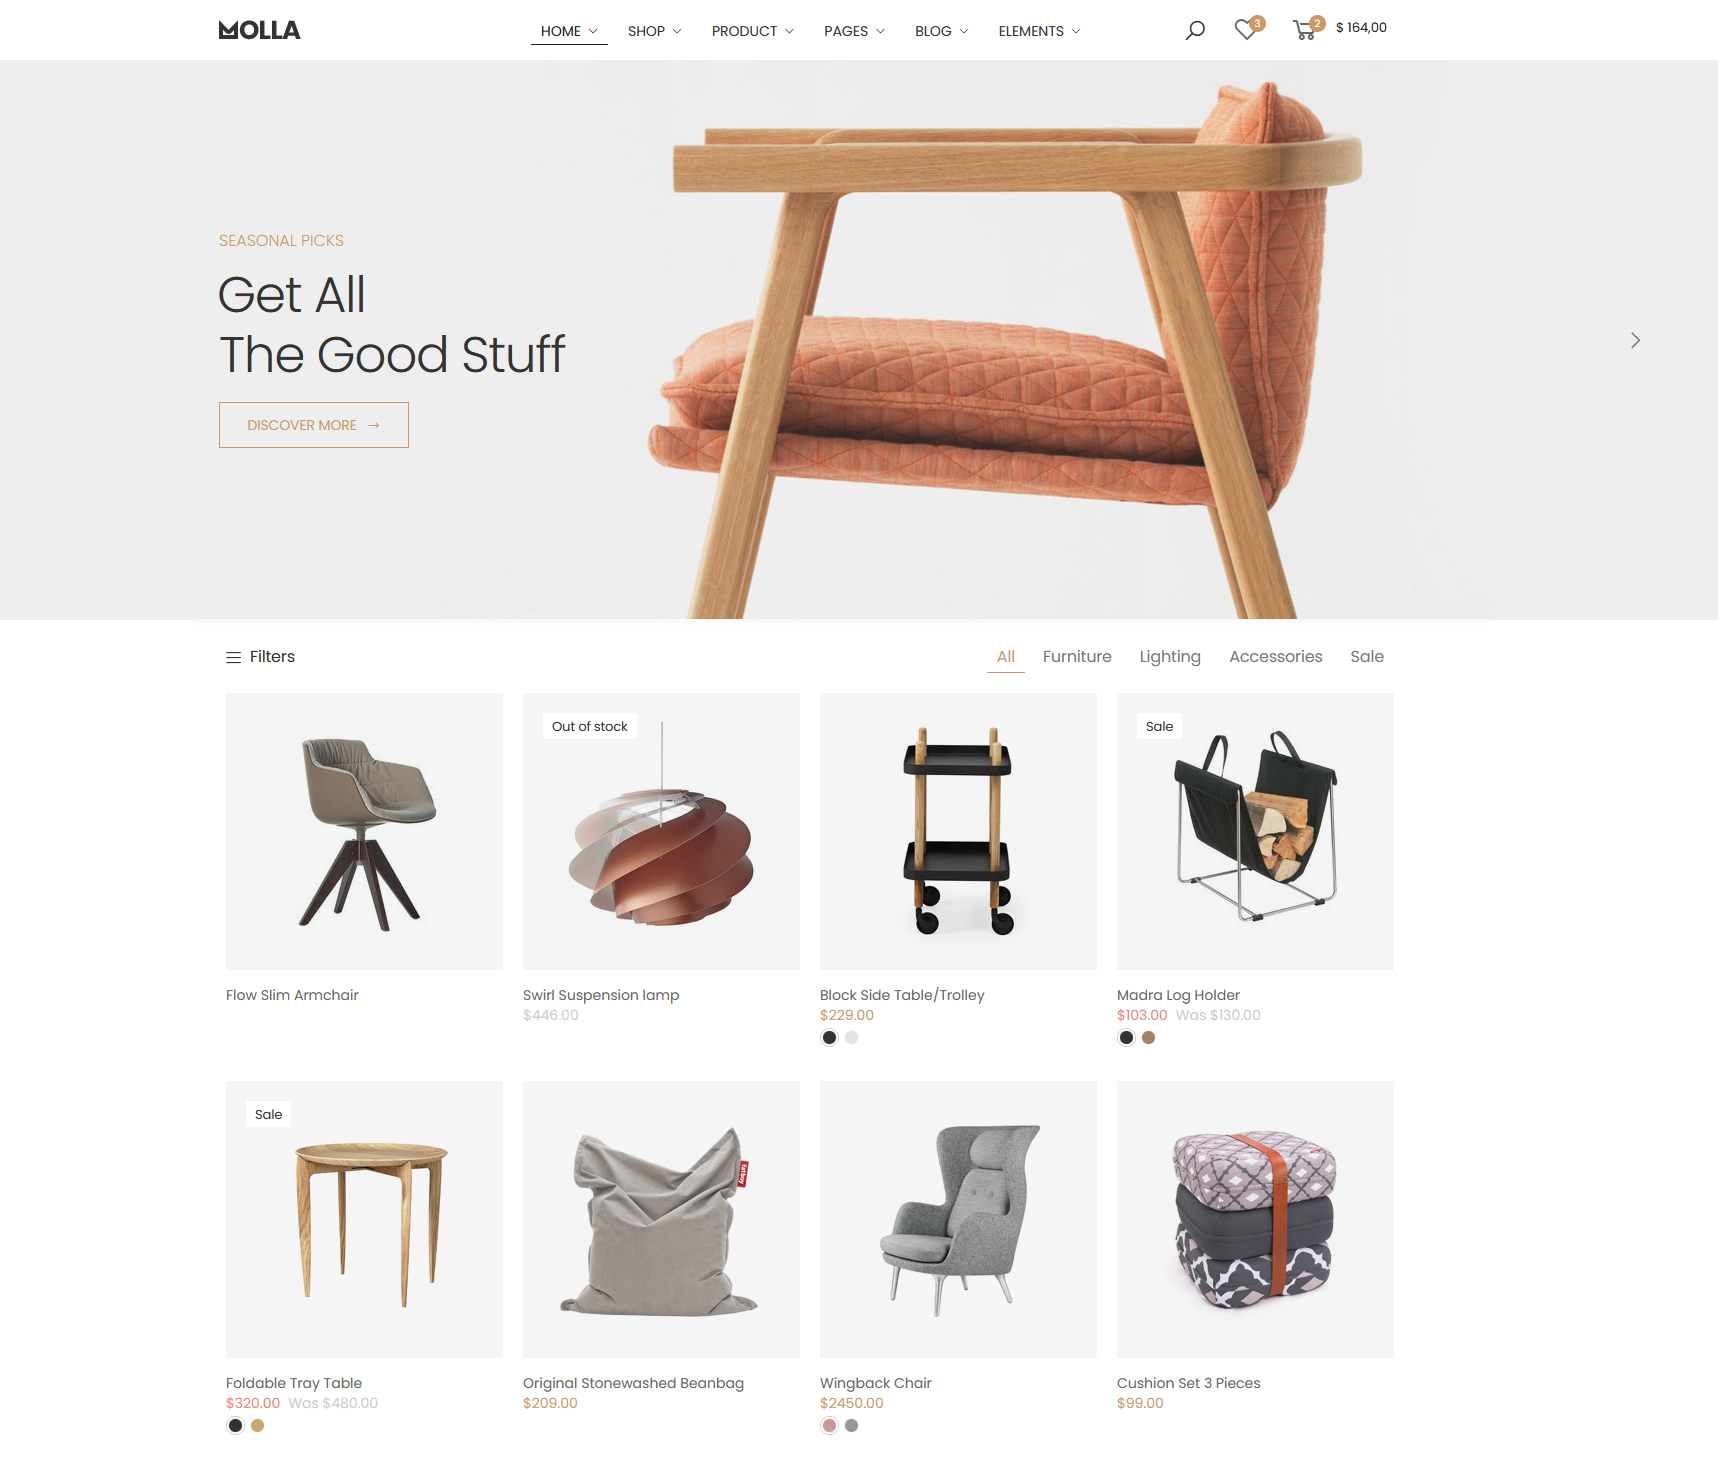 MOLLA
HOME
SHOP
PRODUCT
PAGES
BLOG
ELEMENTS
3
2
$ 164,00
SEASONAL PICKS
Get All
The Good Stuff
DISCOVER MORE →
Filters
All
Furniture
Lighting
Accessories
Sale
Out of stock
Sale
Flow Slim Armchair
Swirl Suspension lamp
$446.00
Block Side Table/Trolley
$229.00
Madra Log Holder
$103.00 Was $130.00
Sale
fatboy
Foldable Tray Table
$320.00 Was $480.00
Original Stonewashed Beanbag
$209.00
Wingback Chair
$2450.00
Cushion Set 3 Pieces
$99.00